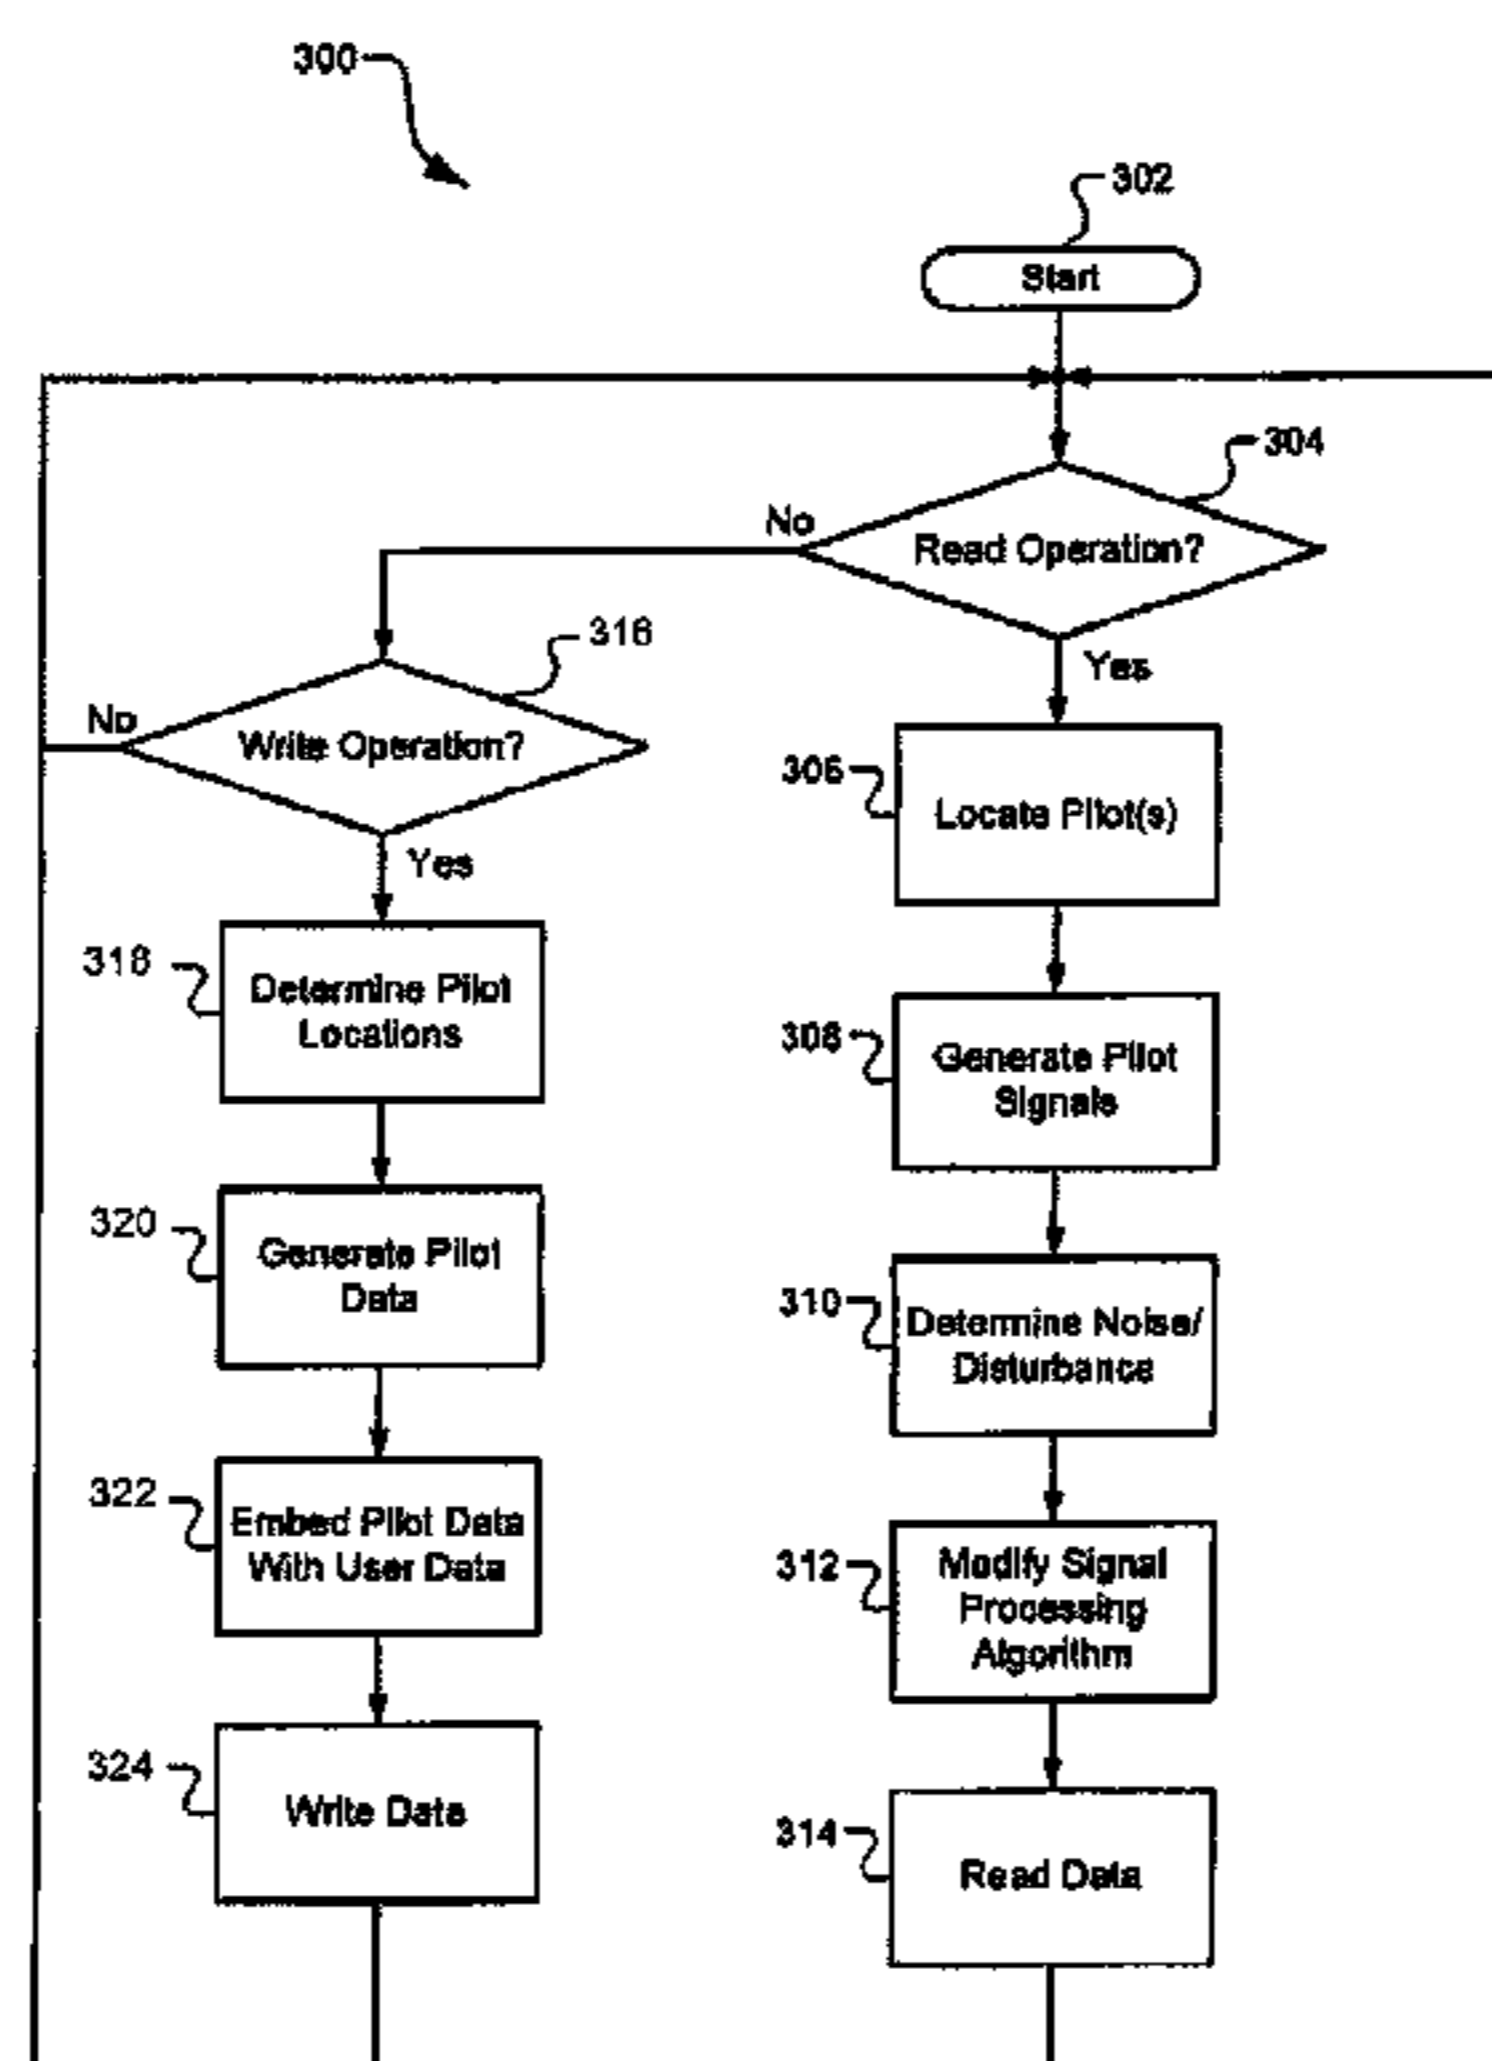 300
302
Start
304
No
Read Operation?
Yes
316
No
Write Operation?
Yes
306
Locate Pilot(s)
318
Determine Pilot
Locations
308
Generate Pilot
Signals
320
Generate Pilot
Data
310
Determine Noise/
Disturbance
322
Embed Pilot Data
With User Data
312
Modify Signal
Processing
Algorithm
324
Write Data
314
Read Data